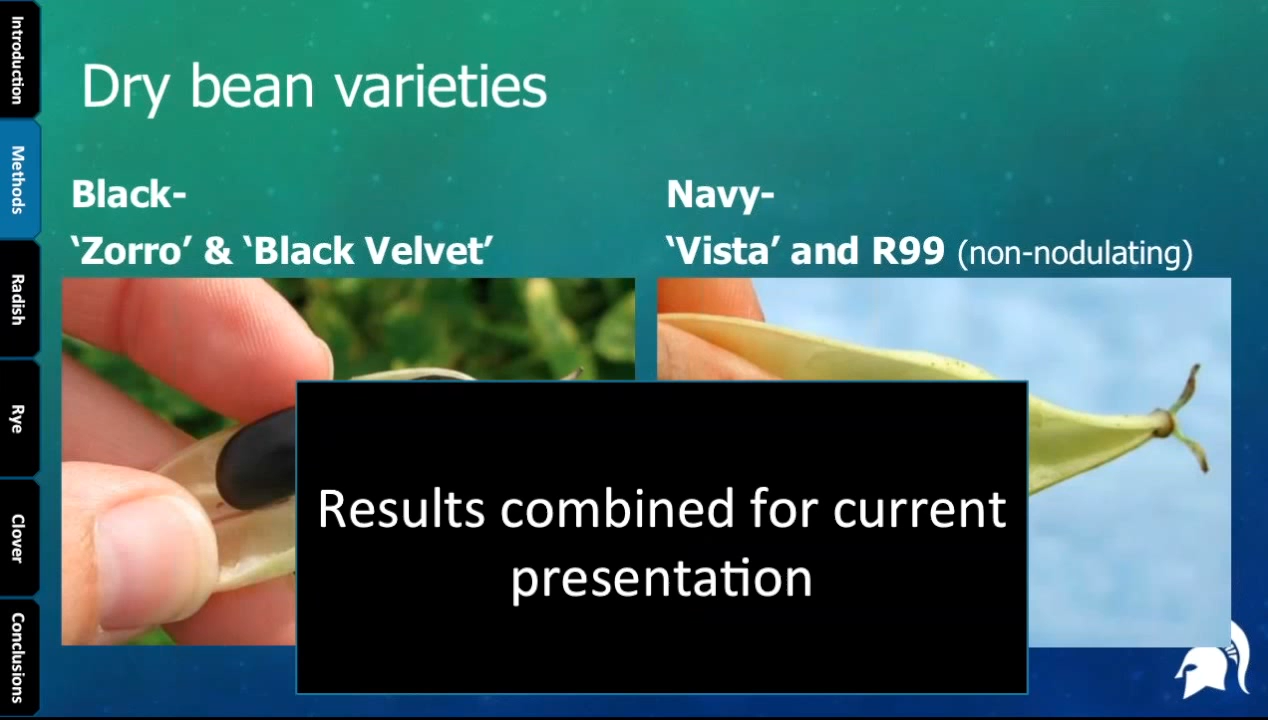 Introduction
Methods
Radish
Rye
Clover
Conclusions
Dry bean varieties
Black-
‘Zorro’ & ‘Black Velvet’
Navy-
‘Vista’ and R99 (non-nodulating)
Results combined for current
presentation